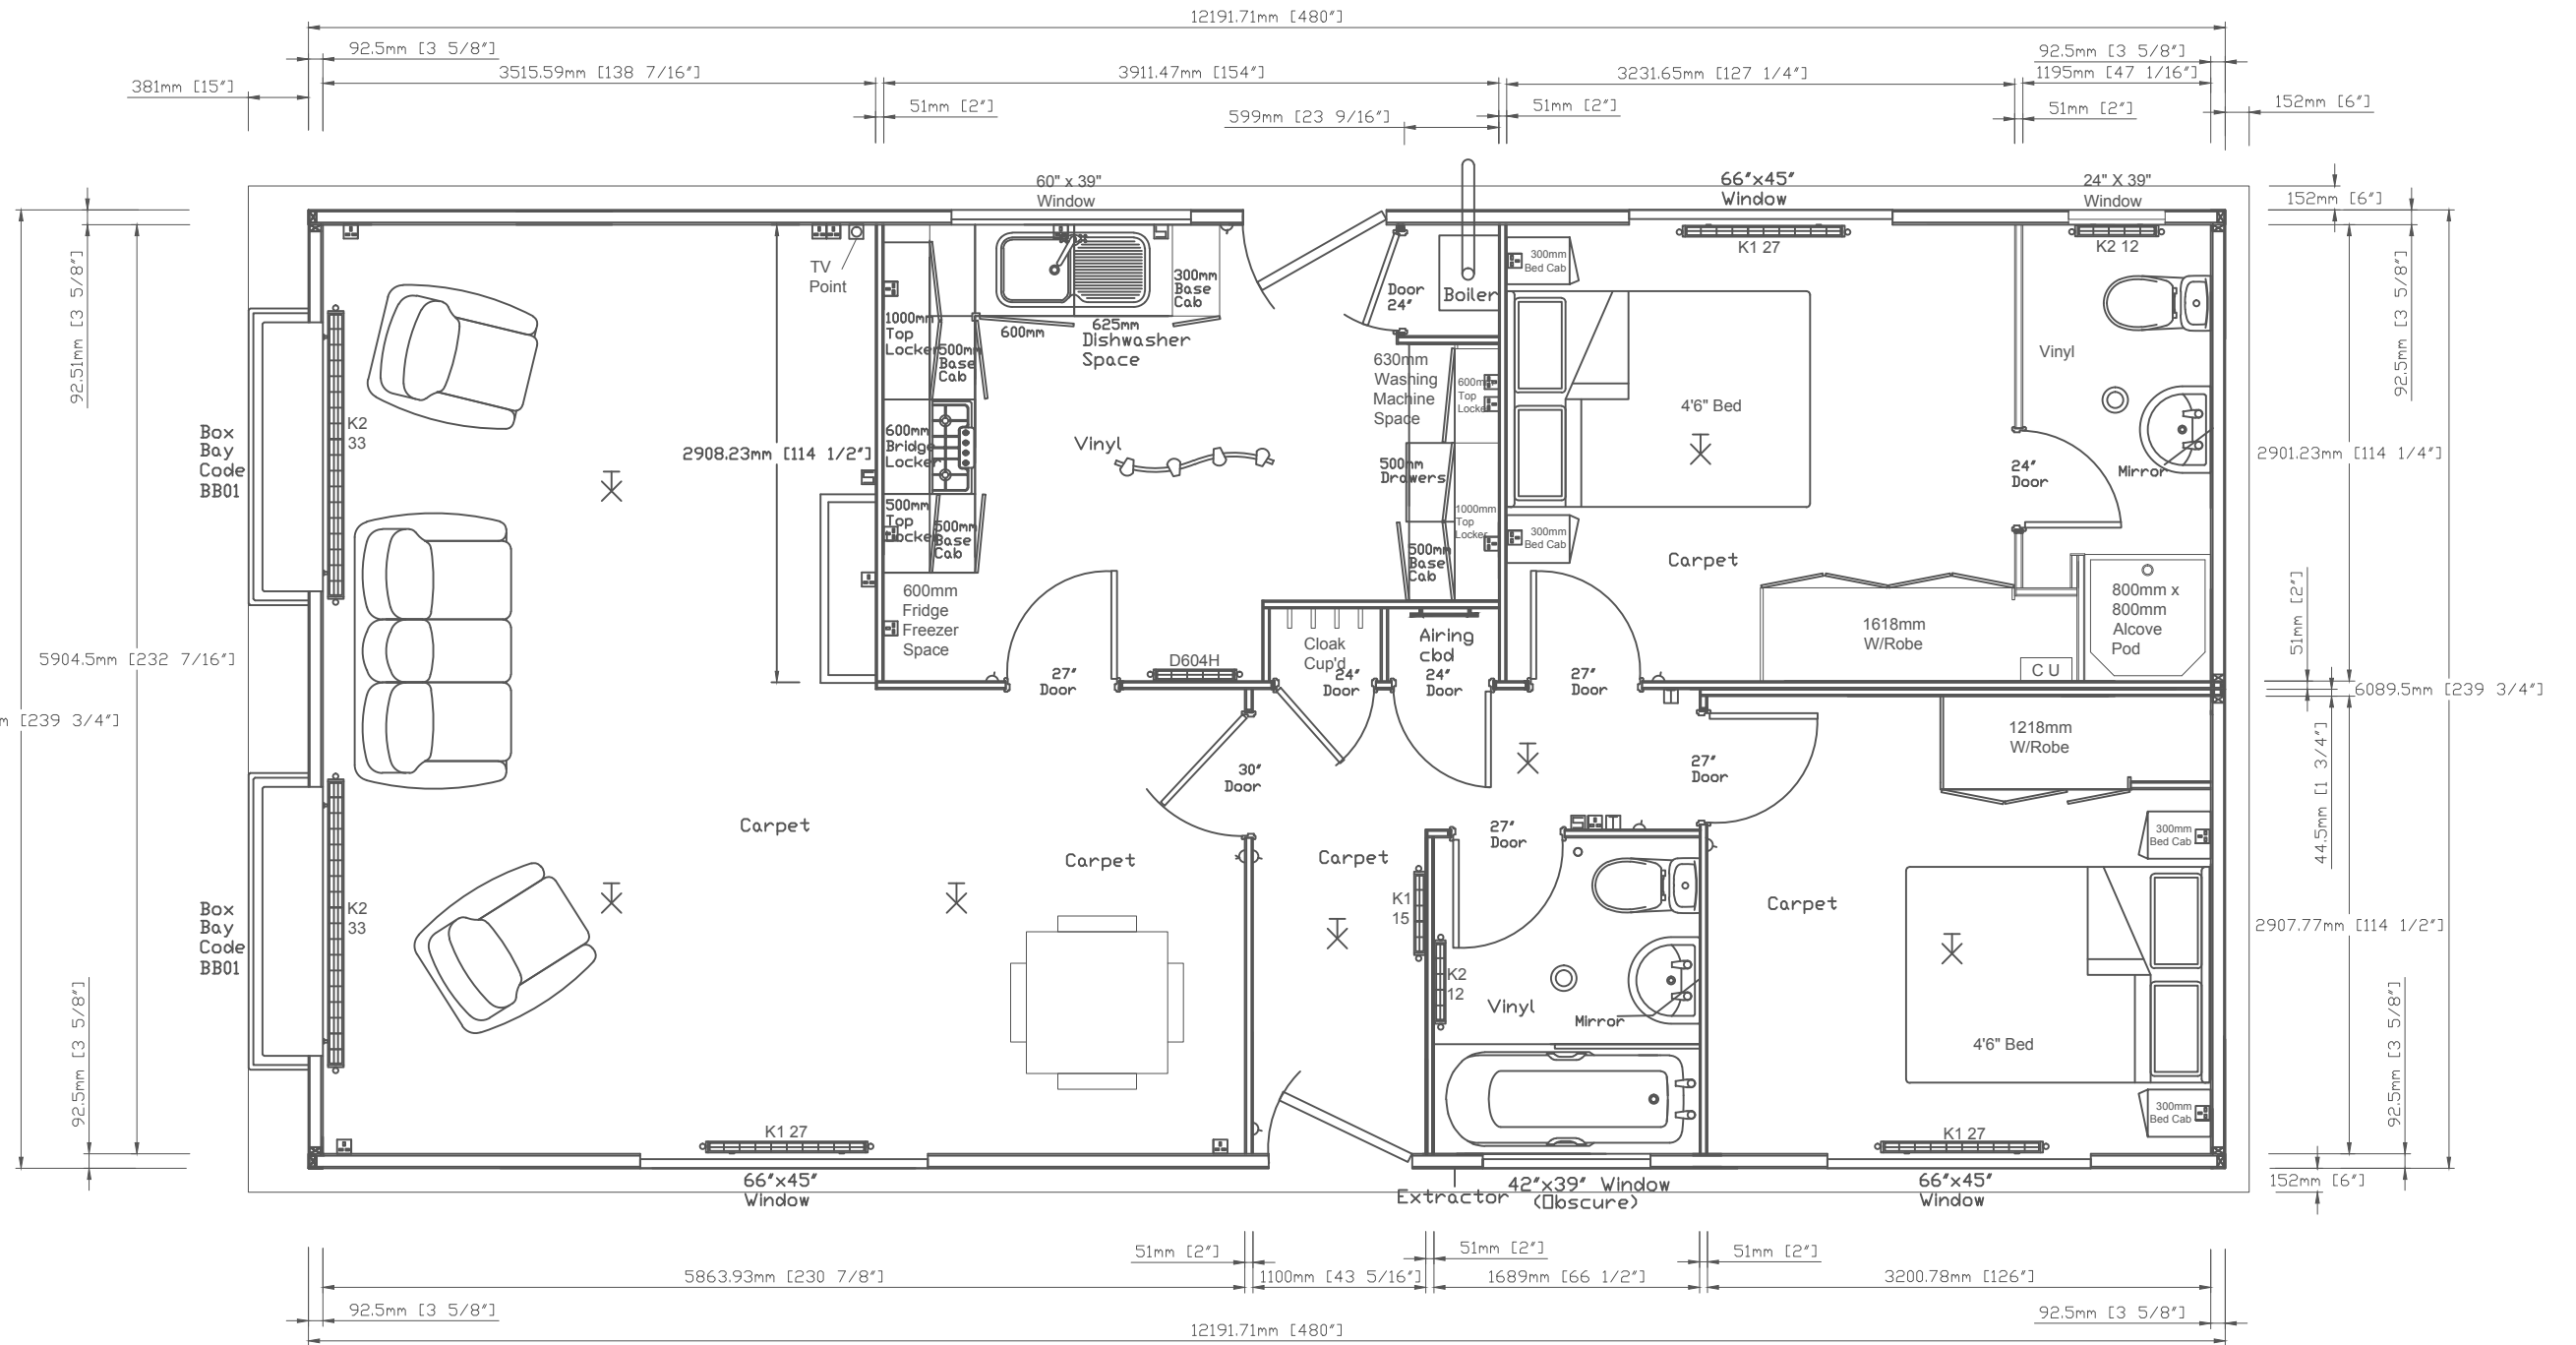 12191.71mm [480″]
92.5mm [3 5/8″]
92.5mm [3 5/8″]
3515.59mm [138 7/16″]
3911.47mm [154″]
3231.65mm [127 1/4″]
1195mm [47 1/16″]
381mm [15″]
51mm [2″]
599mm [23 9/16″]
51mm [2″]
51mm [2″]
152mm [6″]
60" x 39"
Window
66″x45″
Window
24" X 39"
Window
152mm [6″]
92.51mm [3 5/8″]
92.5mm [3 5/8″]
TV
Point
K1 27
K2 12
300mm
Bed Cab
300mm
Base
Cab
Door
24″
Boiler
1000mm
Top
Locker
500mm
Base
Cab
600mm
625mm
Dishwasher
Space
630mm
Washing
Machine
Space
600mm
Top
Locker
Vinyl
4'6" Bed
Box
Bay
Code
BB01
K2
33
2908.23mm [114 1/2″]
600mm
Bridge
Locker
Vinyl
500mm
Drawers
24″
Door
Mirror
2901.23mm [114 1/4″]
500mm
Top
Locker
500mm
Base
Cab
1000mm
Top
Locker
500mm
Base
Cab
300mm
Bed Cab
Carpet
600mm
Fridge
Freezer
Space
Cloak
Cup'd
24″
Door
Airing
cbd
24″
Door
1618mm
W/Robe
800mm x
800mm
Alcove
Pod
C U
51mm [2″]
5904.5mm [232 7/16″]
m [239 3/4″]
27″
Door
D604H
27″
Door
6089.5mm [239 3/4″]
44.5mm [1 3/4″]
30″
Door
27″
Door
1218mm
W/Robe
Carpet
Carpet
Carpet
27″
Door
300mm
Bed Cab
Box
Bay
Code
BB01
K2
33
K1
15
Carpet
2907.77mm [114 1/2″]
K2
12
Vinyl
Mirror
4'6" Bed
92.5mm [3 5/8″]
92.5mm [3 5/8″]
300mm
Bed Cab
K1 27
K1 27
66″x45″
Window
Extractor
42″x39″ Window
(Obscure)
66″x45″
Window
152mm [6″]
51mm [2″]
51mm [2″]
51mm [2″]
5863.93mm [230 7/8″]
1100mm [43 5/16″]
1689mm [66 1/2″]
3200.78mm [126″]
92.5mm [3 5/8″]
92.5mm [3 5/8″]
12191.71mm [480″]